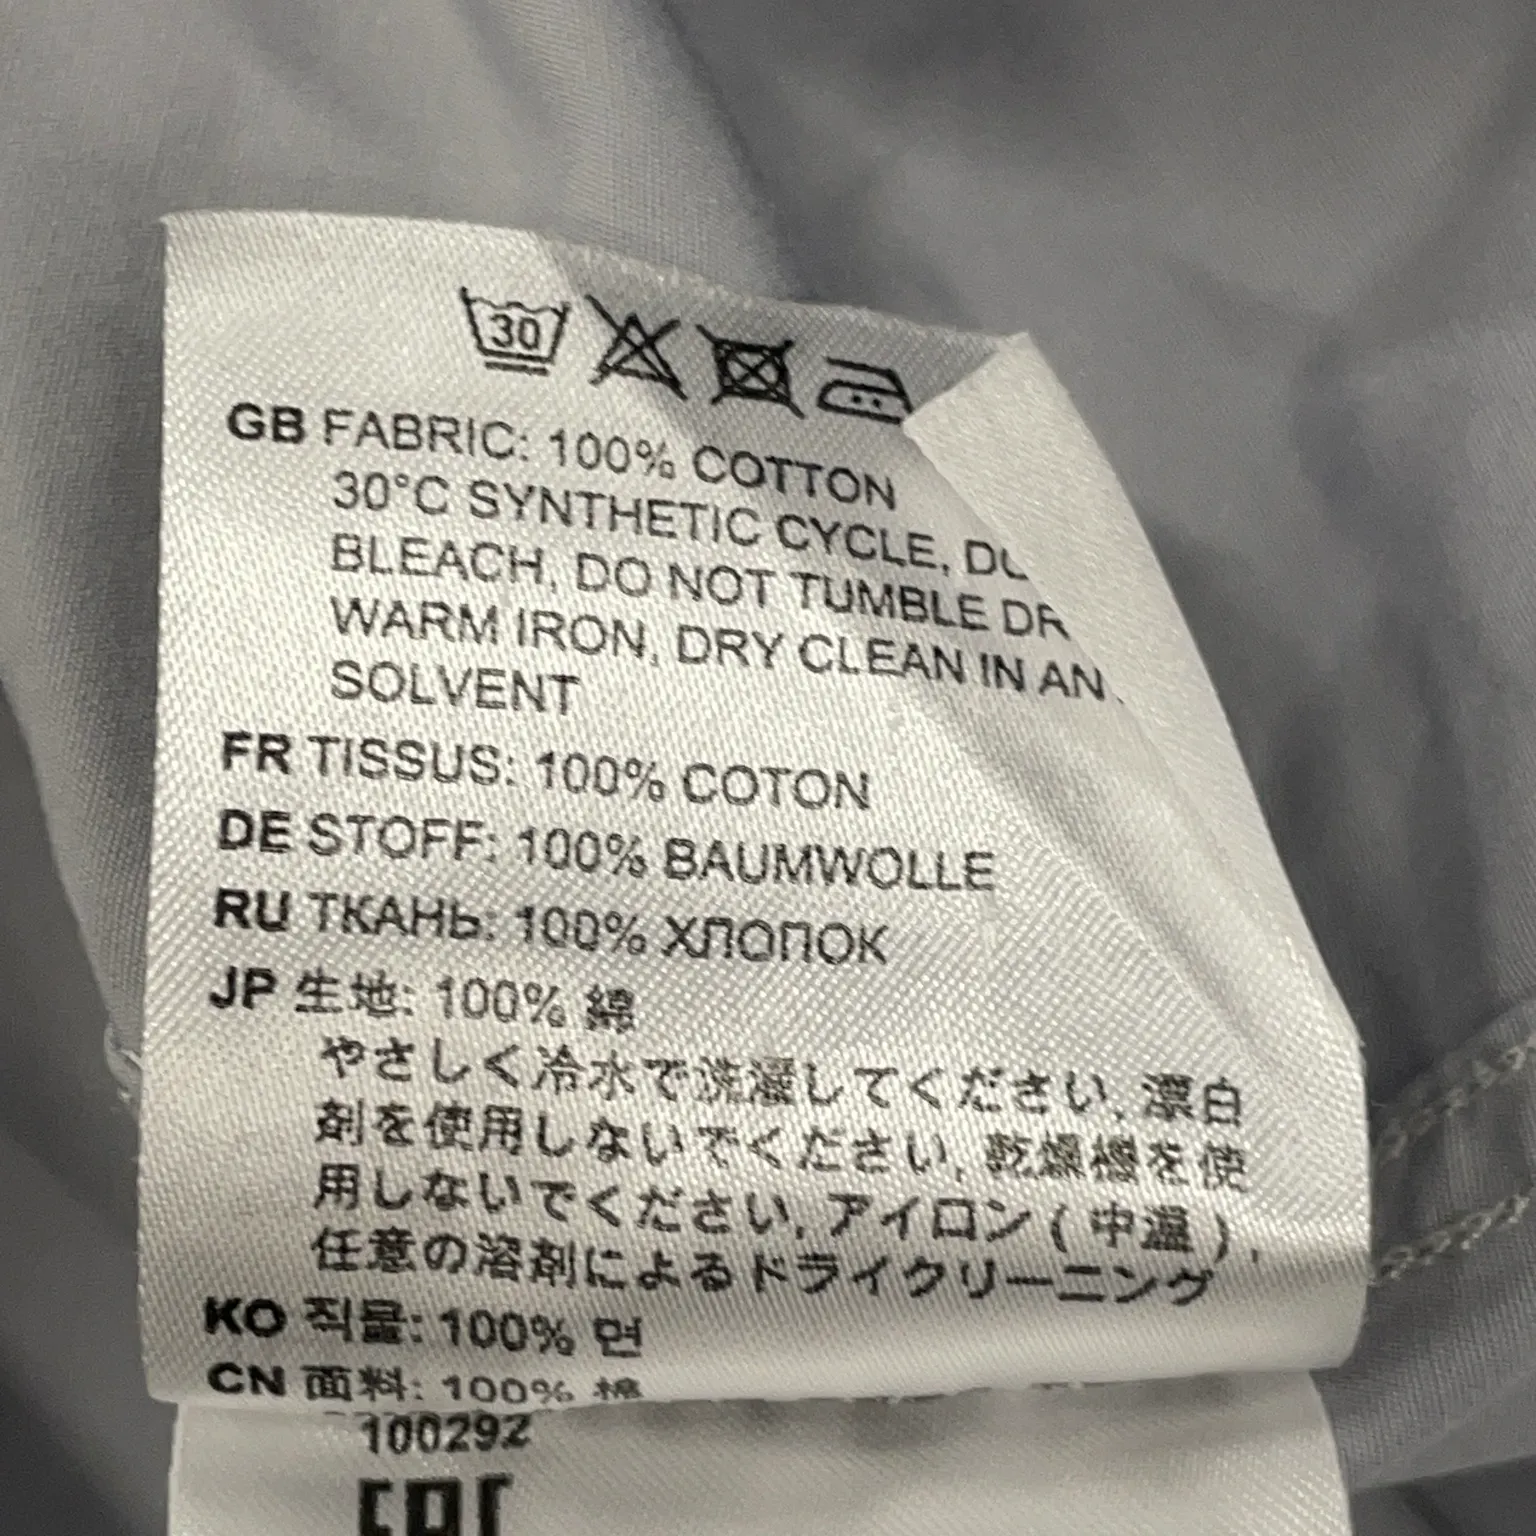 30
GB FABRIC: 100% COTTON
30°C SYNTHETIC CYCLE,
BLEACH, DO NOT TUMBLE
WARM IRON, DRY CLEAN IN
SOLVENT
FR TISSUS: 100% COTON
DE STOFF: 100% BAUMWOLLE
RU ТКАНЬ: 100% ХЛОПОК
JP 生地: 100% 綿
やさしく冷水で洗濯してください, 漂白
剤を使用しないでください, 乾燥機を使
用しないでください, アイロン ( 中温 ) ,
任意の溶剤によるドライクリーニング
KO 직물: 100% 면
CN 面料: 100% 棉
100292